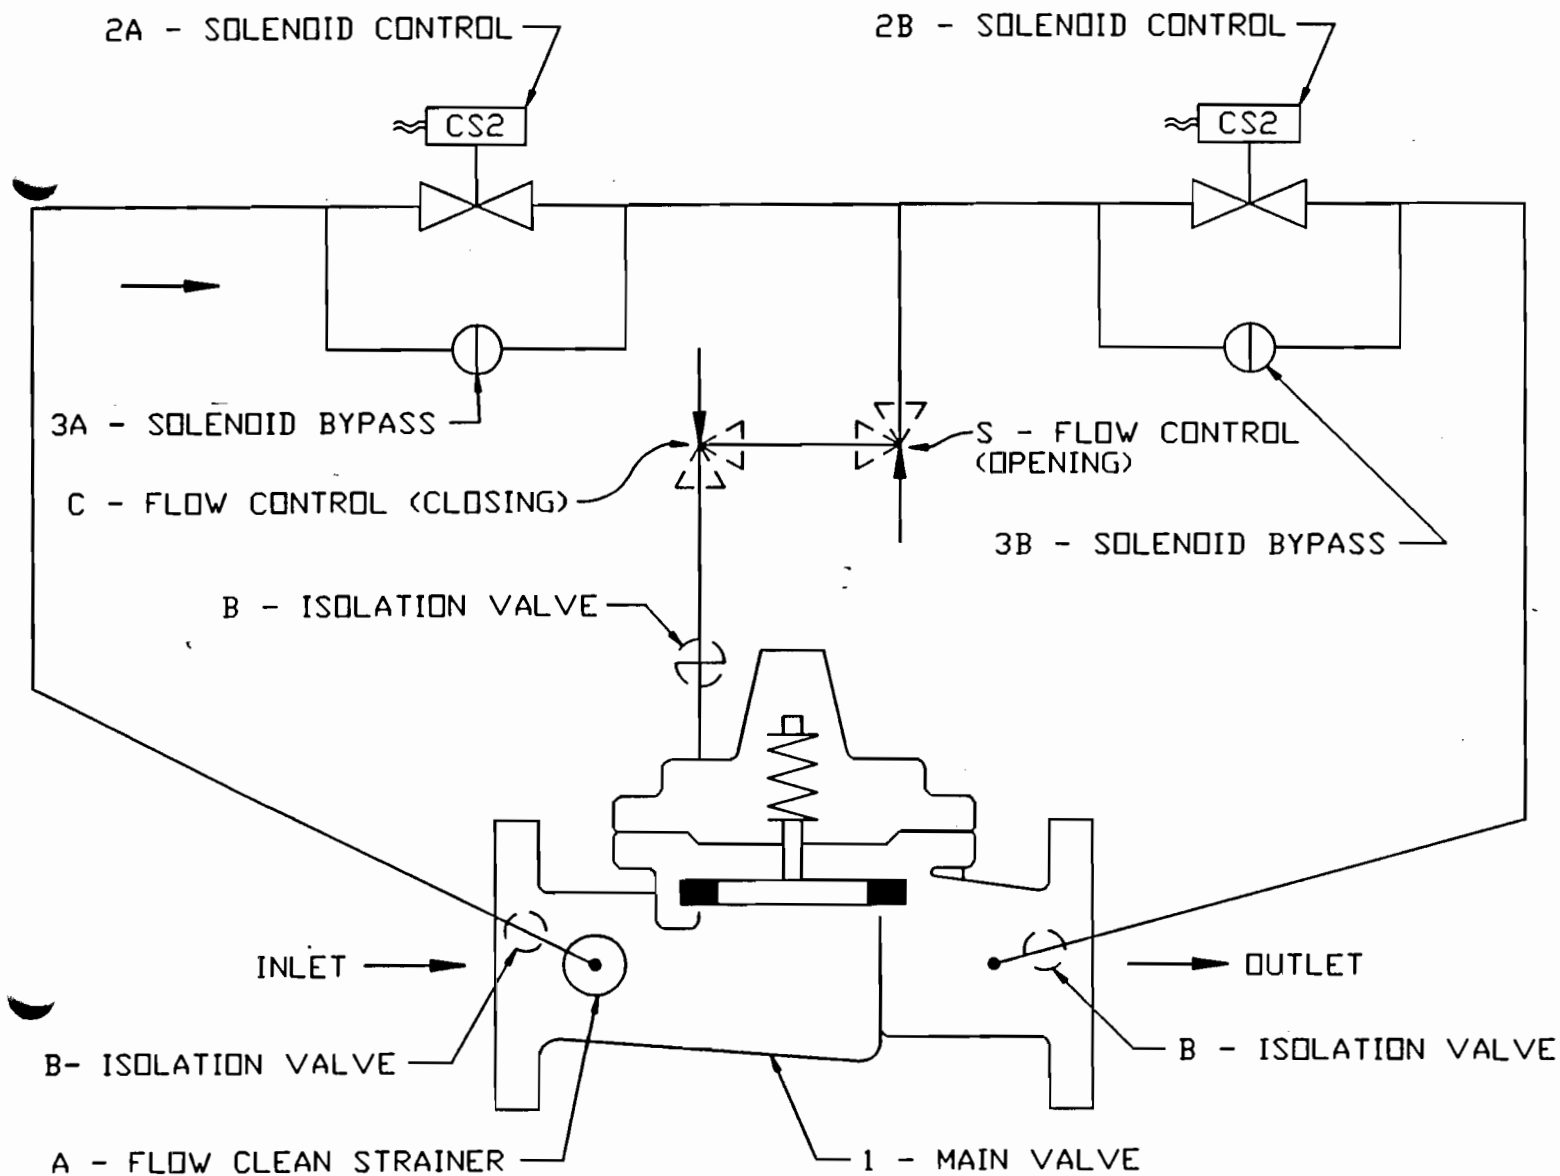 2A - SOLENOID CONTROL
2B - SOLENOID CONTROL
CS2
CS2
3A - SOLENOID BYPASS
S - FLOW CONTROL
(OPENING)
C - FLOW CONTROL (CLOSING)
3B - SOLENOID BYPASS
B - ISOLATION VALVE
INLET
OUTLET
B- ISOLATION VALVE
B - ISOLATION VALVE
A - FLOW CLEAN STRAINER
1 - MAIN VALVE